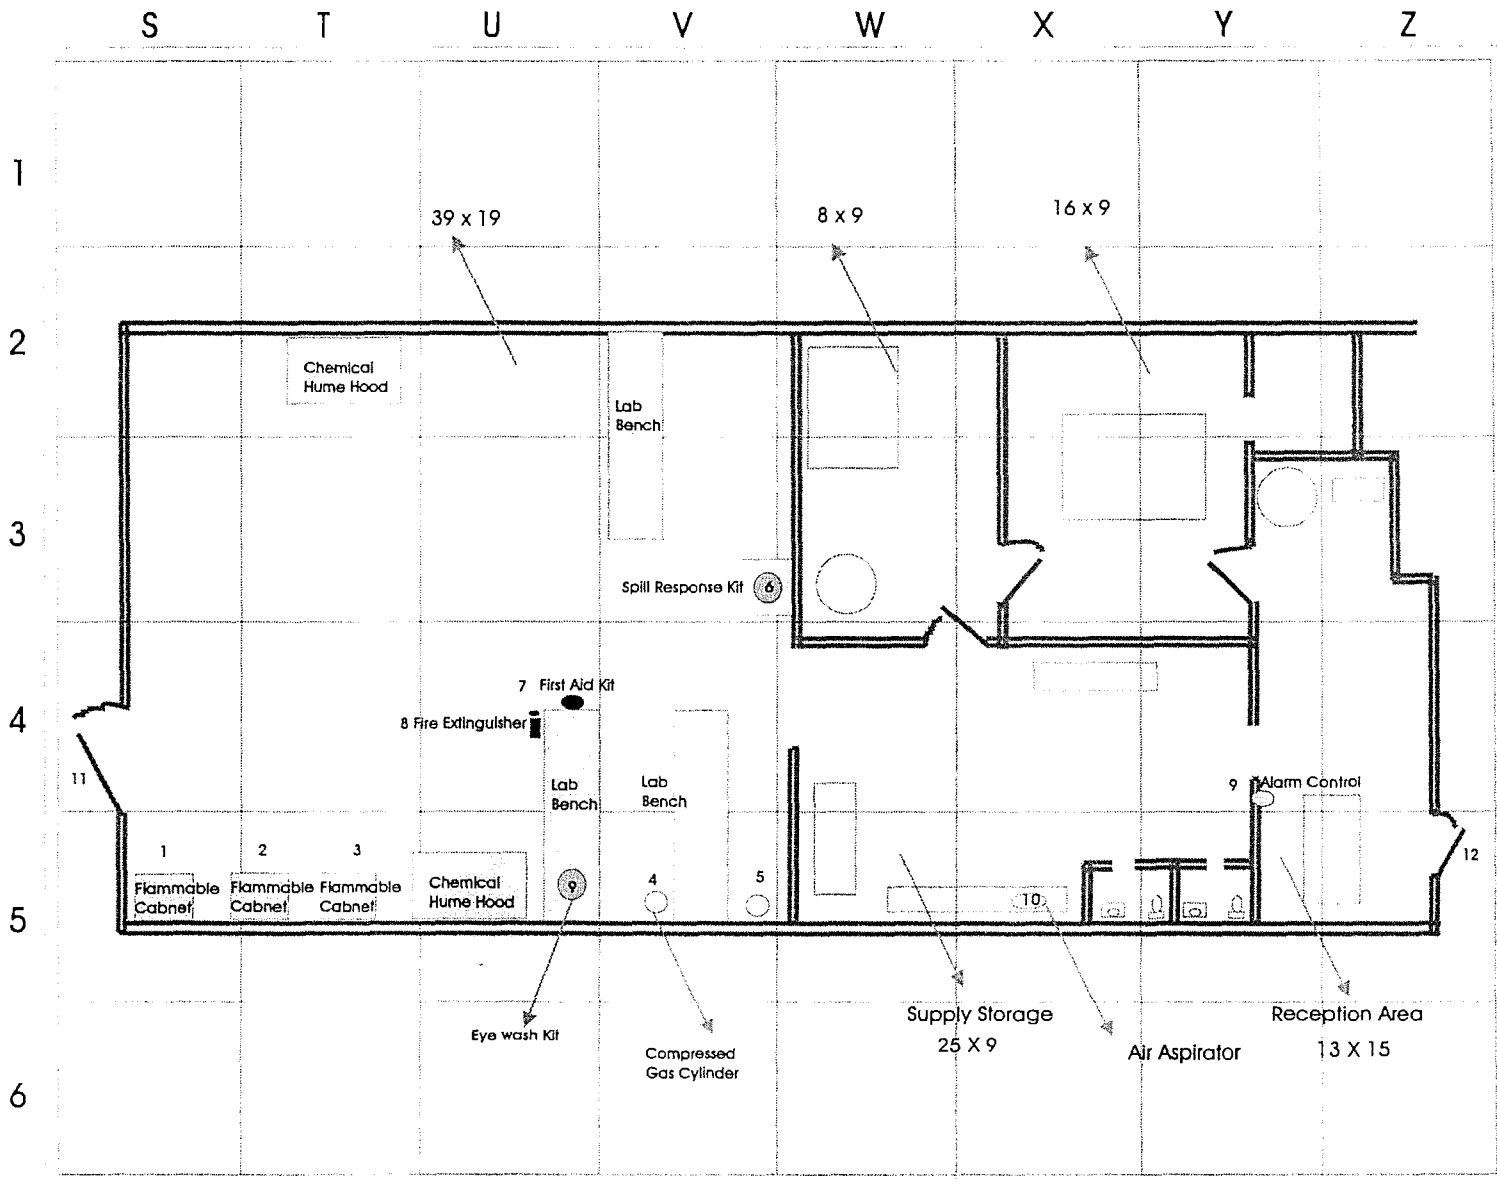 S T U V W X Y Z
1
39 x 19
8 x 9
16 x 9
2
Chemical
Hume Hood
Lab
Bench
3
Spill Response Kit
6
7 First Aid Kit
8 Fire Extinguisher
4
11
Lab
Bench
Lab
Bench
9 Alarm Control
12
1
2
3
4
5
Flammable
Cabnet
Flammable
Cabnet
Flammable
Cabnet
Chemical
Hume Hood
9
10
5
Supply Storage
25 X 9
Reception Area
13 X 15
Eye wash Kit
Compressed
Gas Cylinder
Air Aspirator
6